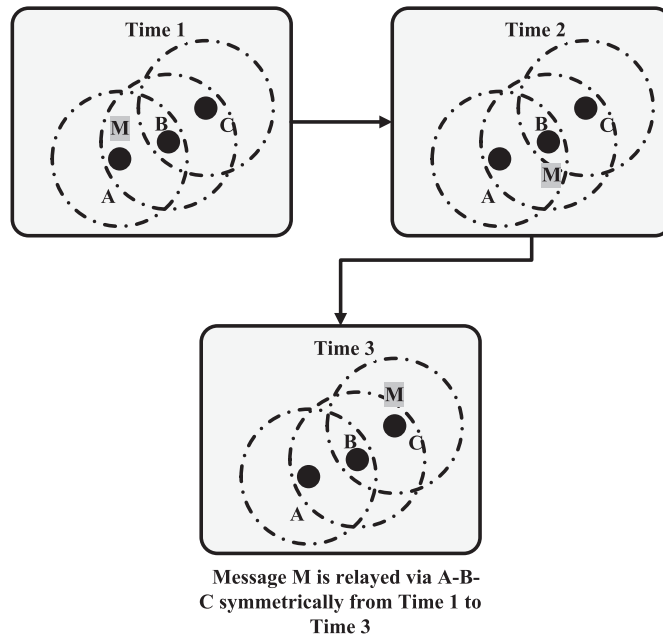 Time 1
M
B
C
A
Time 2
B
C
M
A
Time 3
M
B
C
A
Message M is relayed via A-B-
C symmetrically from Time 1 to
Time 3